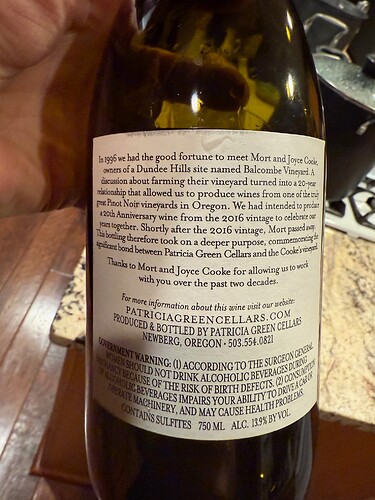 In 1996 we had the good fortune to meet Mort and Joyce Cooke,
owners of a Dundee Hills site named Balcombe Vineyard. A
discussion about farming their vineyard turned into a 20-year
relationship that allowed us to produce wines from one of the truly
great Pinot Noir vineyards in Oregon. We had intended to produce
a 20th Anniversary wine from the 2016 vintage to celebrate our
years together. Shortly after the 2016 vintage, Mort passed away.
This bottling therefore took on a deeper purpose, commemorating the
significant bond between Patricia Green Cellars and the Cooke's vineyard.
Thanks to Mort and Joyce Cooke for allowing us to work
with you over the past two decades.
For more information about this wine visit our website:
PATRICIAGREENCELLARS.COM
PRODUCED & BOTTLED BY PATRICIA GREEN CELLARS
NEWBERG, OREGON • 503.554.0821
GOVERNMENT WARNING: (1) ACCORDING TO THE SURGEON GENERAL,
WOMEN SHOULD NOT DRINK ALCOHOLIC BEVERAGES DURING
PREGNANCY BECAUSE OF THE RISK OF BIRTH DEFECTS. (2) CONSUMPTION
OF ALCOHOLIC BEVERAGES IMPAIRS YOUR ABILITY TO DRIVE A CAR OR
OPERATE MACHINERY, AND MAY CAUSE HEALTH PROBLEMS.
CONTAINS SULFITES 750 ML ALC. 13.9% BY VOL.